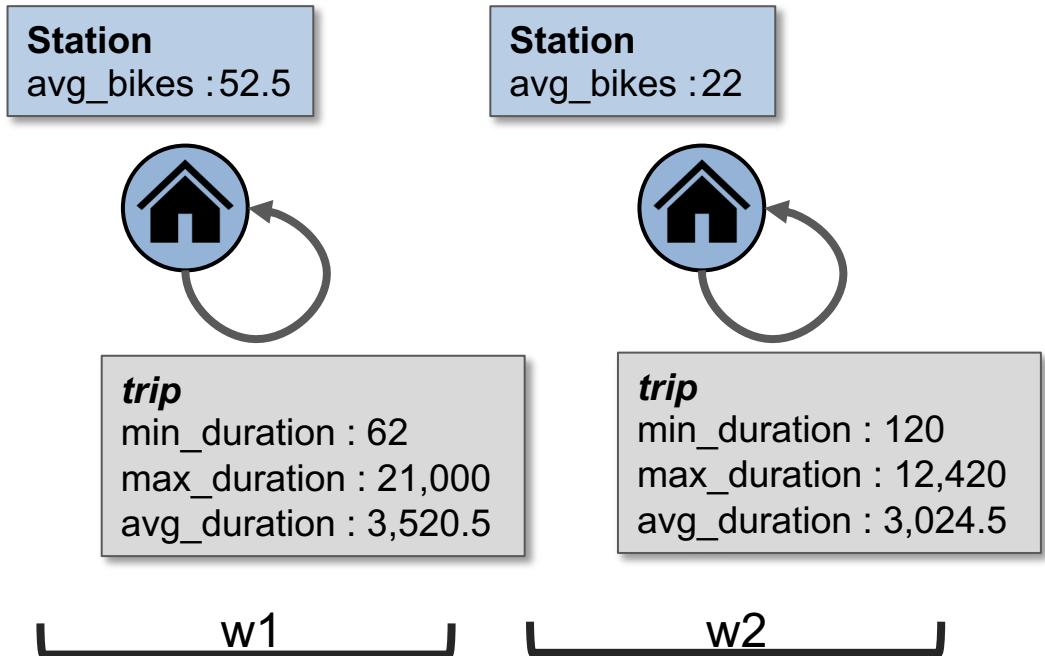 Station
avg_bikes : 52.5
Station
avg_bikes : 22
trip
min_duration : 62
max_duration : 21,000
avg_duration : 3,520.5
trip
min_duration : 120
max_duration : 12,420
avg_duration : 3,024.5
w1
w2